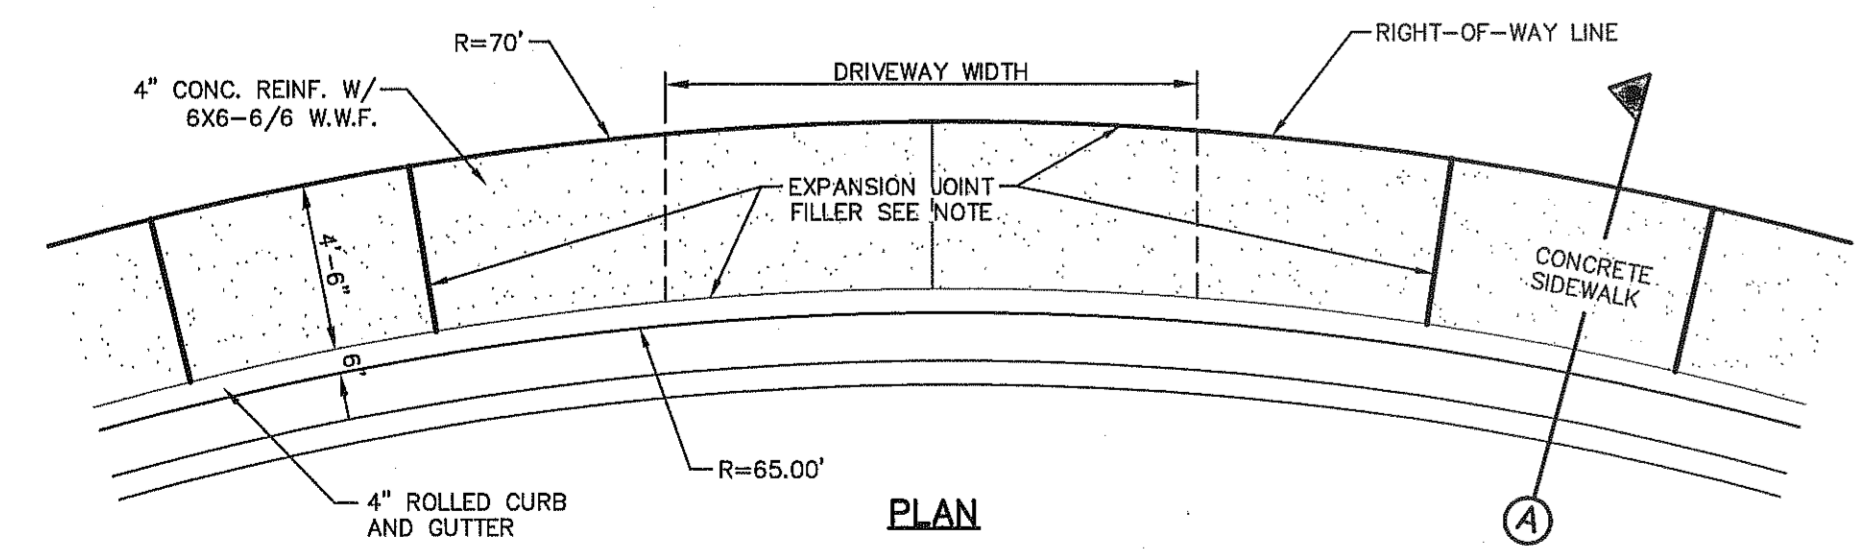 R=70'
RIGHT-OF-WAY LINE
DRIVEWAY WIDTH
4" CONC. REINF. W/
6X6-6/6 W.W.F.
EXPANSION JOINT
FILLER SEE NOTE
4'-6"
CONCRETE
SIDEWALK
6'
R=65.00'
4" ROLLED CURB
AND GUTTER
PLAN
A